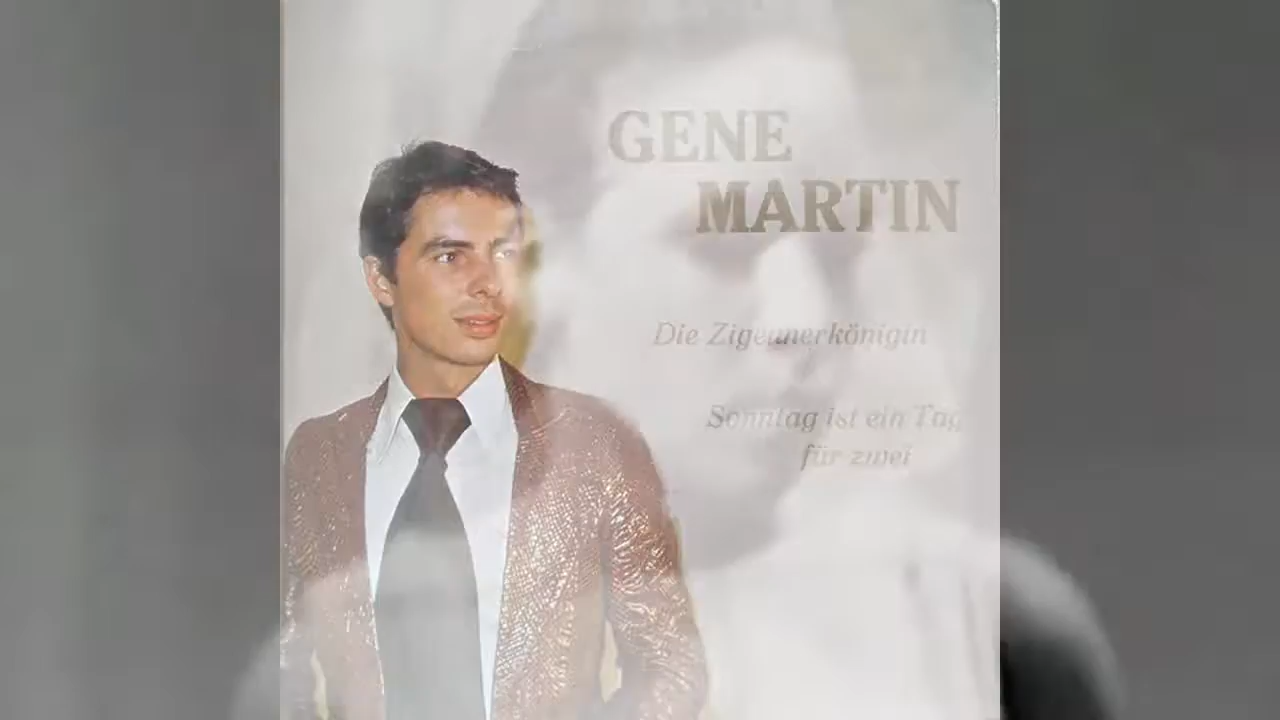 GENE
MARTIN
Die Zigeunerkönigin
Sonntag ist ein Tag
für zwei